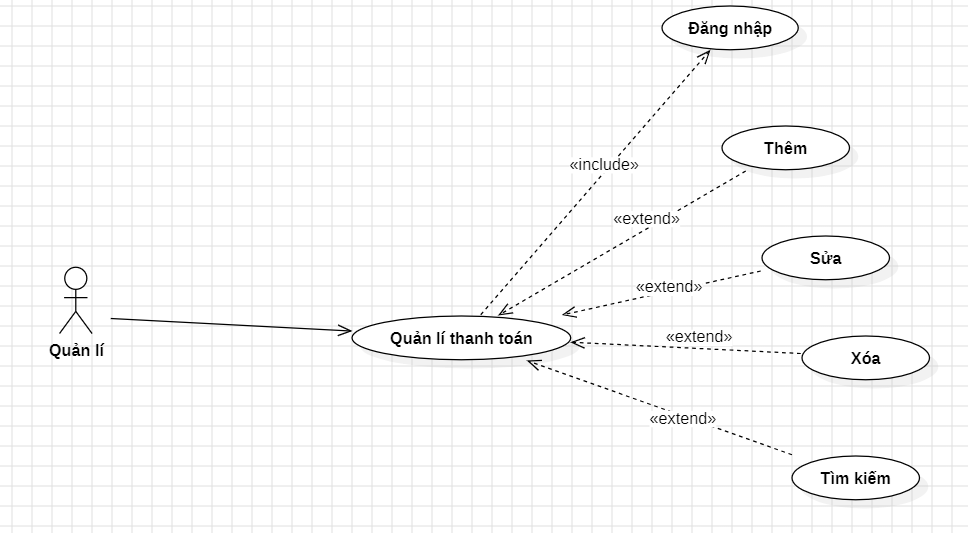 Đăng nhập
Thêm
«include»
«extend»
Sửa
«extend»
Quản lí
Quản lí thanh toán
«extend»
Xóa
«extend»
Tìm kiếm